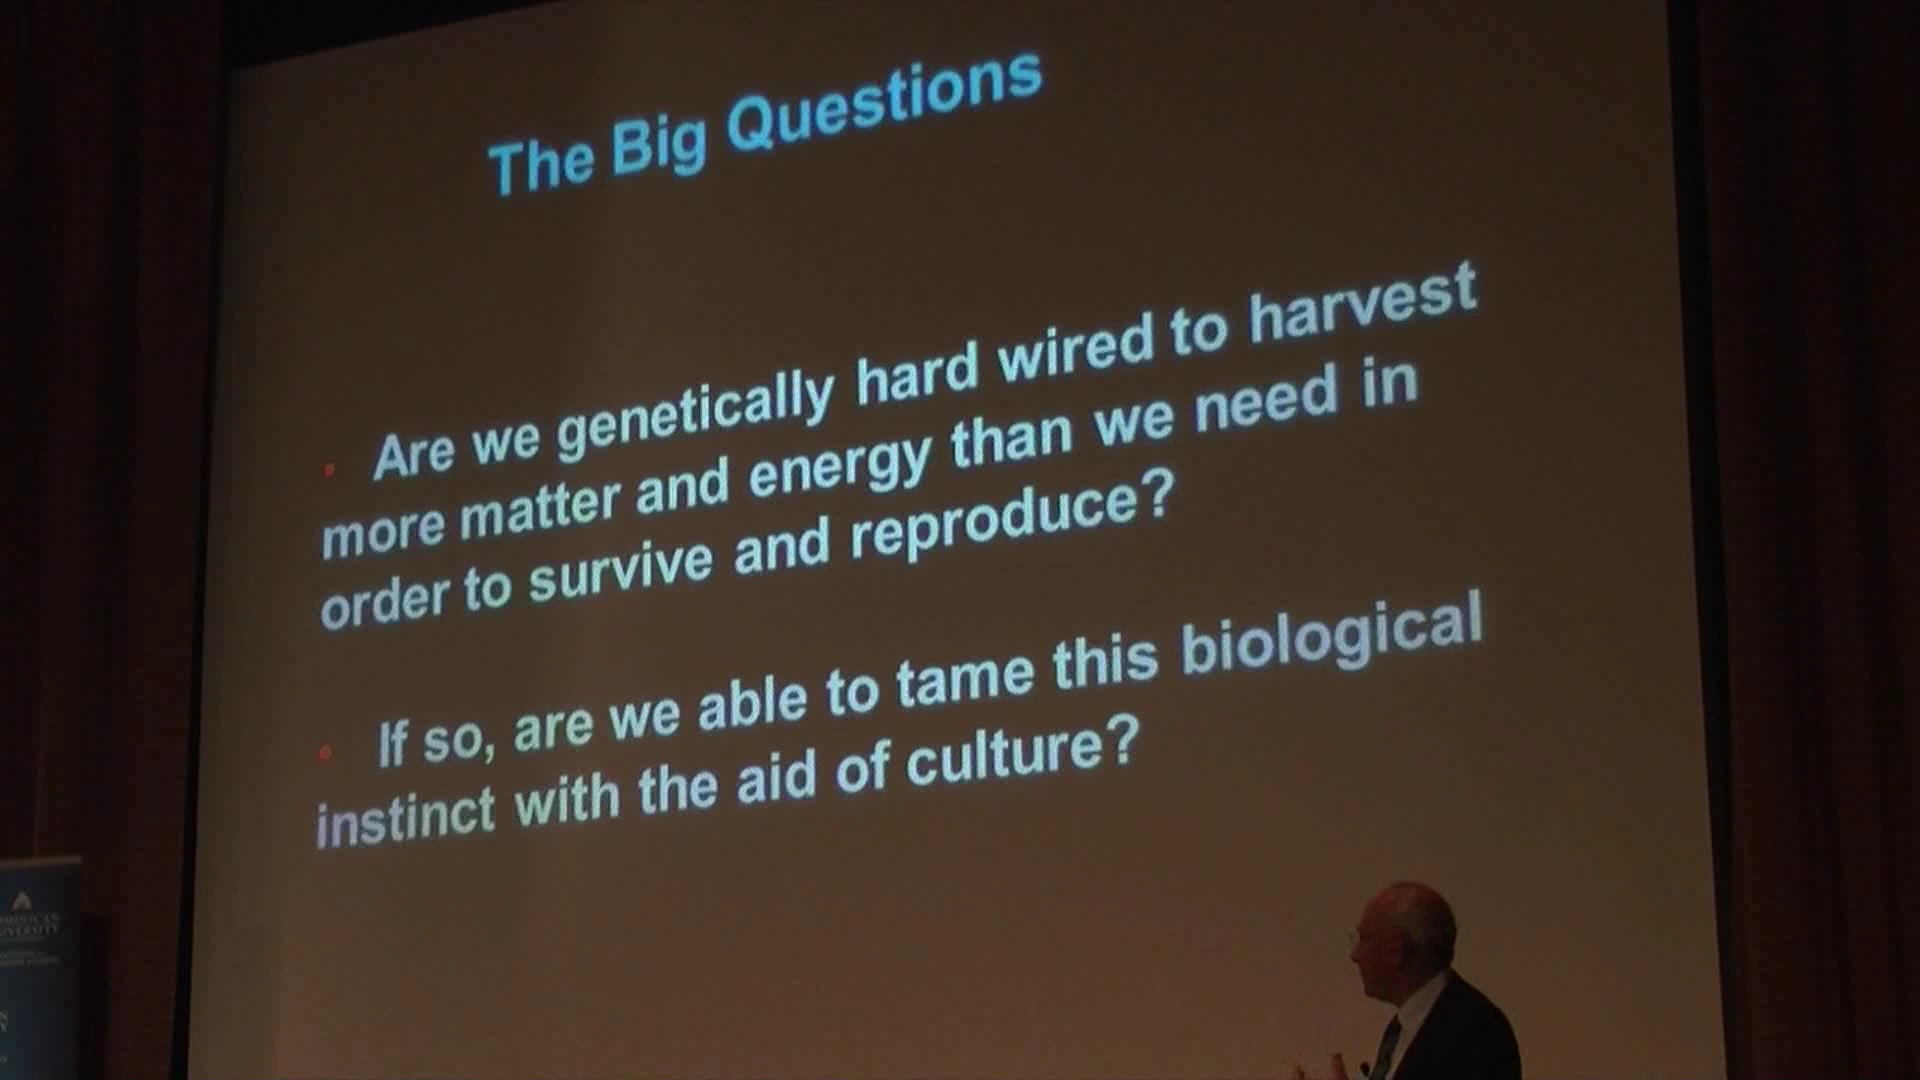 The Big Questions
• Are we genetically hard wired to harvest
more matter and energy than we need in
order to survive and reproduce?
• If so, are we able to tame this biological
instinct with the aid of culture?